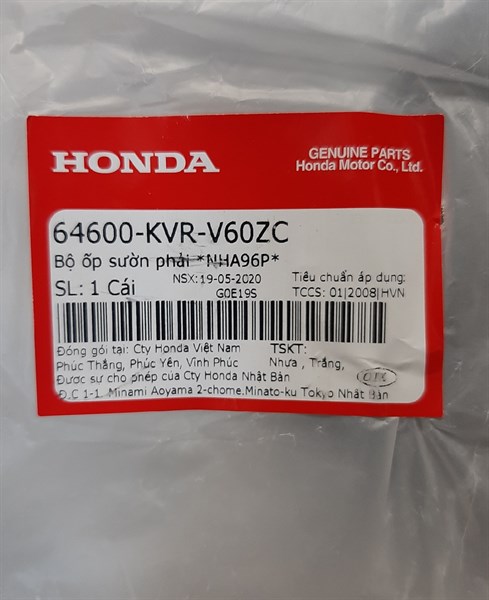 HONDA
GENUINE PARTS
Honda Motor Co., Ltd.
64600-KVR-V60ZC
Bộ ốp sườn phải *NHA96P*
NSX: 19-05-2020
Tiêu chuẩn áp dụng:
SL: 1 Cái
G0E19S
TCCS: 01|2008|HVN
Đóng gói tại: Cty Honda Việt Nam
TSKT:
Phúc Thắng, Phúc Yên, Vĩnh Phúc
Nhựa , Trắng,
Được sự cho phép của Cty Honda Nhật Bản
Đ.C 1-1, Minami Aoyama 2-chome.Minato-ku Tokyo Nhật Bản